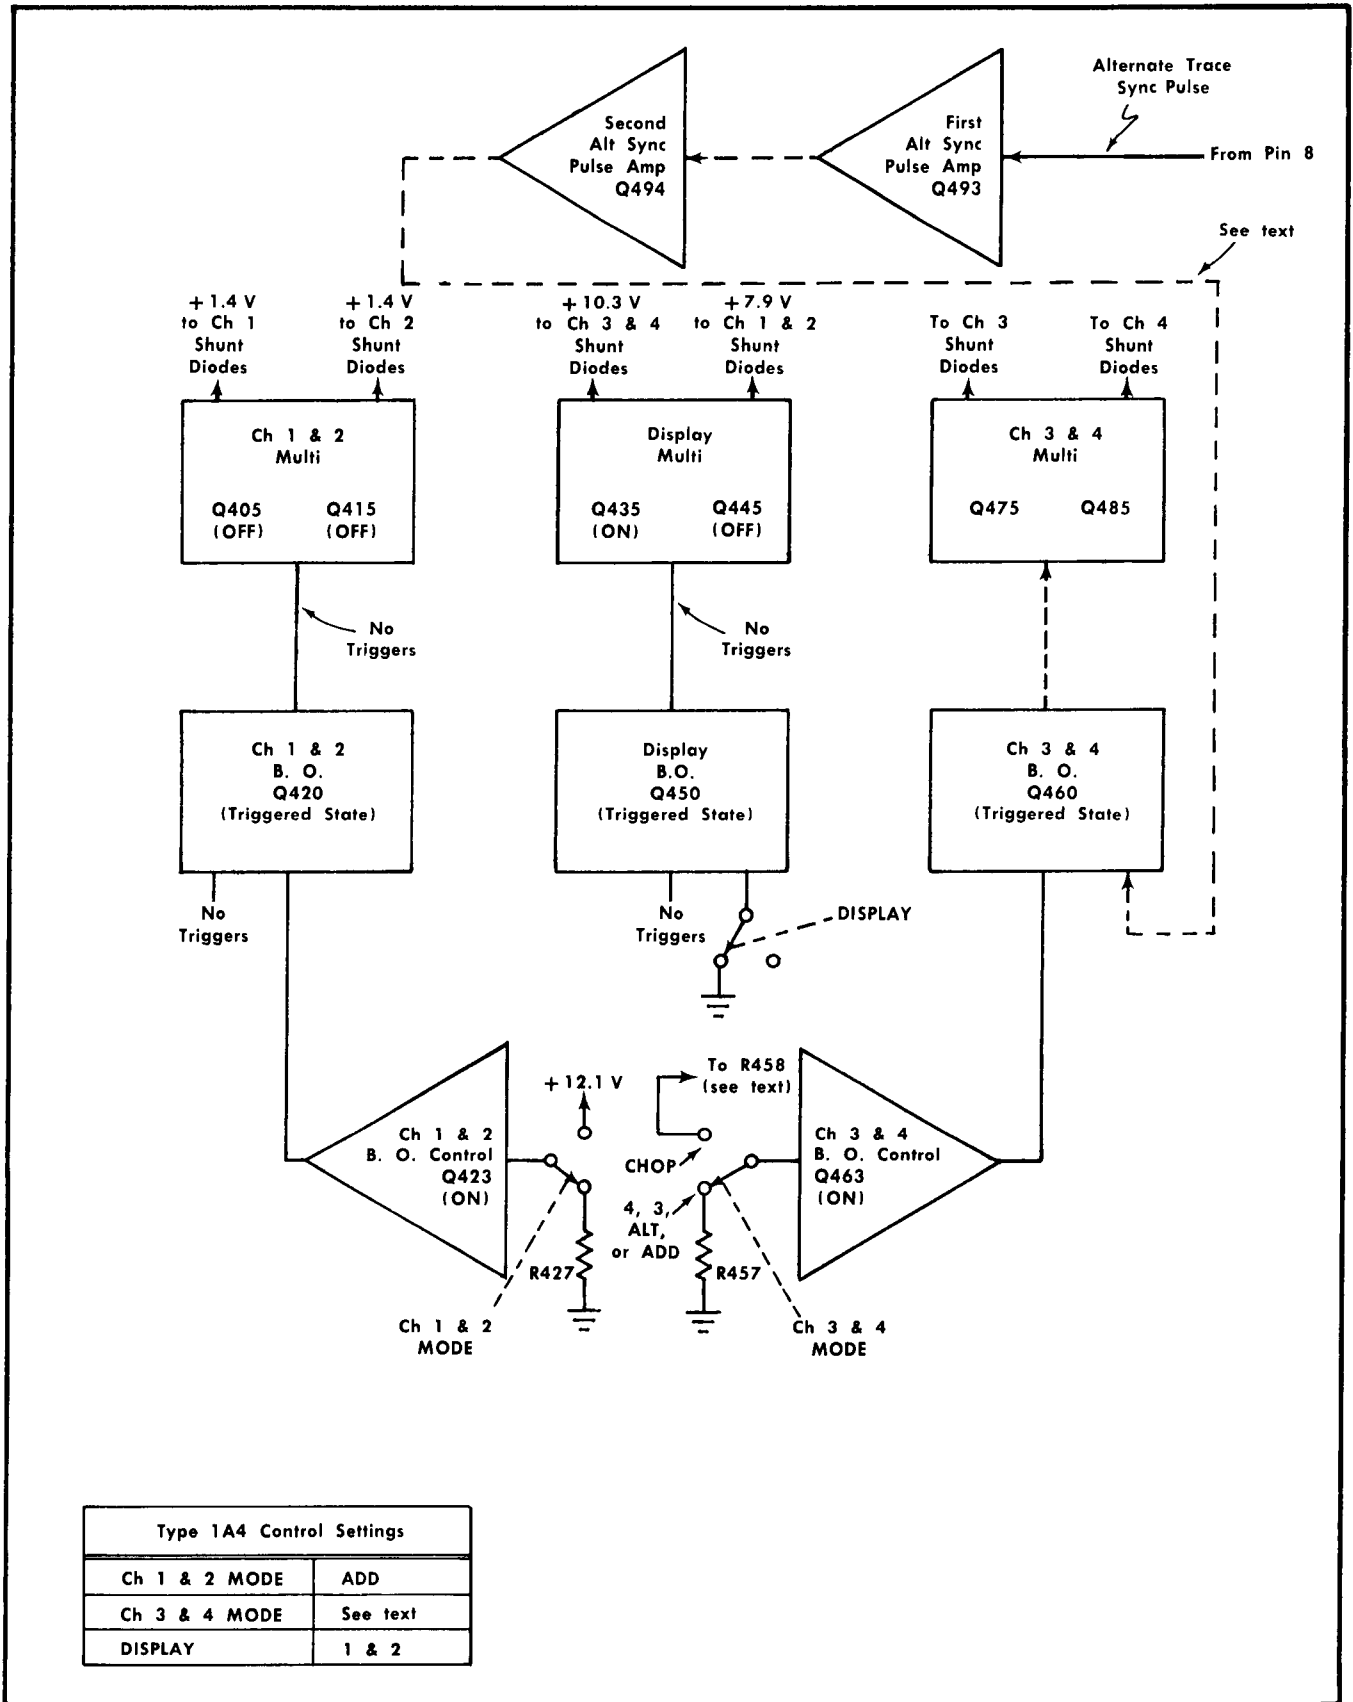 Alternate Trace
Sync Pulse
Second
Alt Sync
Pulse Amp
Q494
First
Alt Sync
Pulse Amp
Q493
From Pin 8
See text
+ 1.4 V
to Ch 1
Shunt
Diodes
+ 1.4 V
to Ch 2
Shunt
Diodes
+ 10.3 V
to Ch 3 & 4
Shunt
Diodes
+7.9 V
to Ch 1 & 2
Shunt
Diodes
To Ch 3
Shunt
Diodes
To Ch 4
Shunt
Diodes
Ch 1 & 2
Multi
Q405
(OFF)
Q415
(OFF)
Display
Multi
Q435
(ON)
Q445
(OFF)
Ch 3 & 4
Multi
Q475
Q485
No
Triggers
No
Triggers
Ch 1 & 2
B. O.
Q420
(Triggered State)
Display
B.O.
Q450
(Triggered State)
Ch 3 & 4
B. O.
Q460
(Triggered State)
No
Triggers
No
Triggers
DISPLAY
Ch 1 & 2
B. O. Control
Q423
(ON)
+ 12.1 V
To R458
(see text)
CHOP
4, 3,
ALT,
or ADD
Ch 3 & 4
B. O. Control
Q463
(ON)
R427
R457
Ch 1 & 2
MODE
Ch 3 & 4
MODE
Type 1A4 Control Settings
Ch 1 & 2 MODE ADD
Ch 3 & 4 MODE See text
DISPLAY 1 & 2